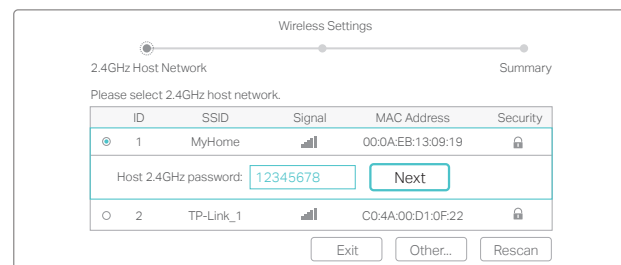 Wireless Settings
2.4GHz Host Network Summary
Please select 2.4GHz host network.
ID SSID Signal MAC Address Security
1 MyHome 00:0A:EB:13:09:19
Host 2.4GHz password: 12345678 Next
2 TP-Link_1 C0:4A:00:D1:0F:22
Exit Other... Rescan